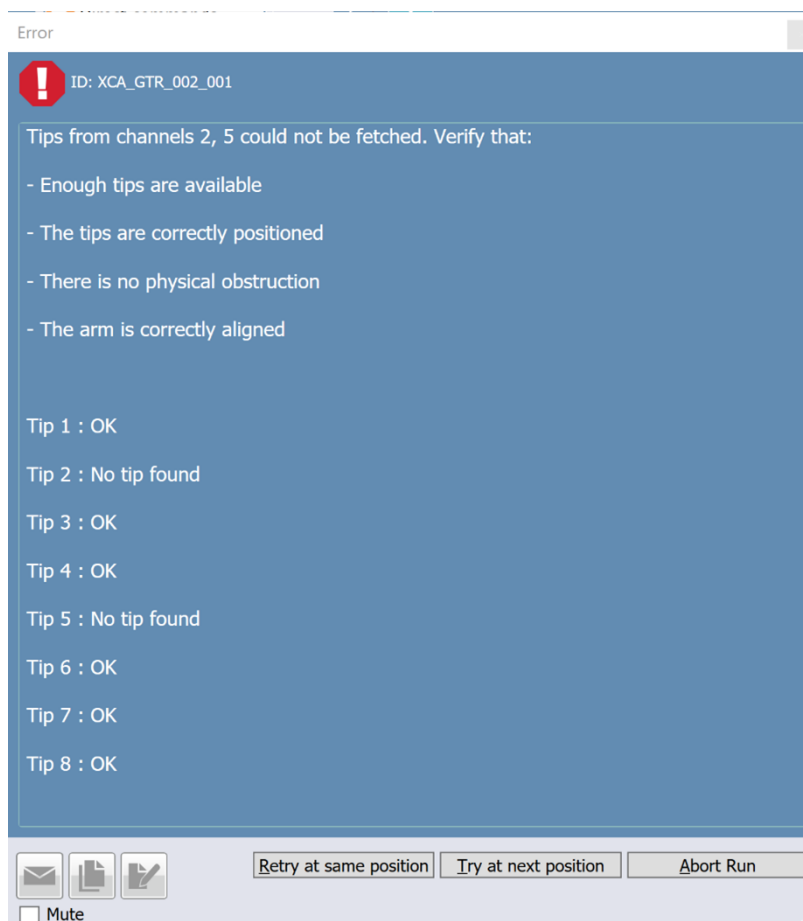 Error
ID: XCA_GTR_002_001
Tips from channels 2, 5 could not be fetched. Verify that:
- Enough tips are available
- The tips are correctly positioned
- There is no physical obstruction
- The arm is correctly aligned
Tip 1 : OK
Tip 2 : No tip found
Tip 3 : OK
Tip 4 : OK
Tip 5 : No tip found
Tip 6 : OK
Tip 7 : OK
Tip 8 : OK
Retry at same position Try at next position Abort Run
Mute